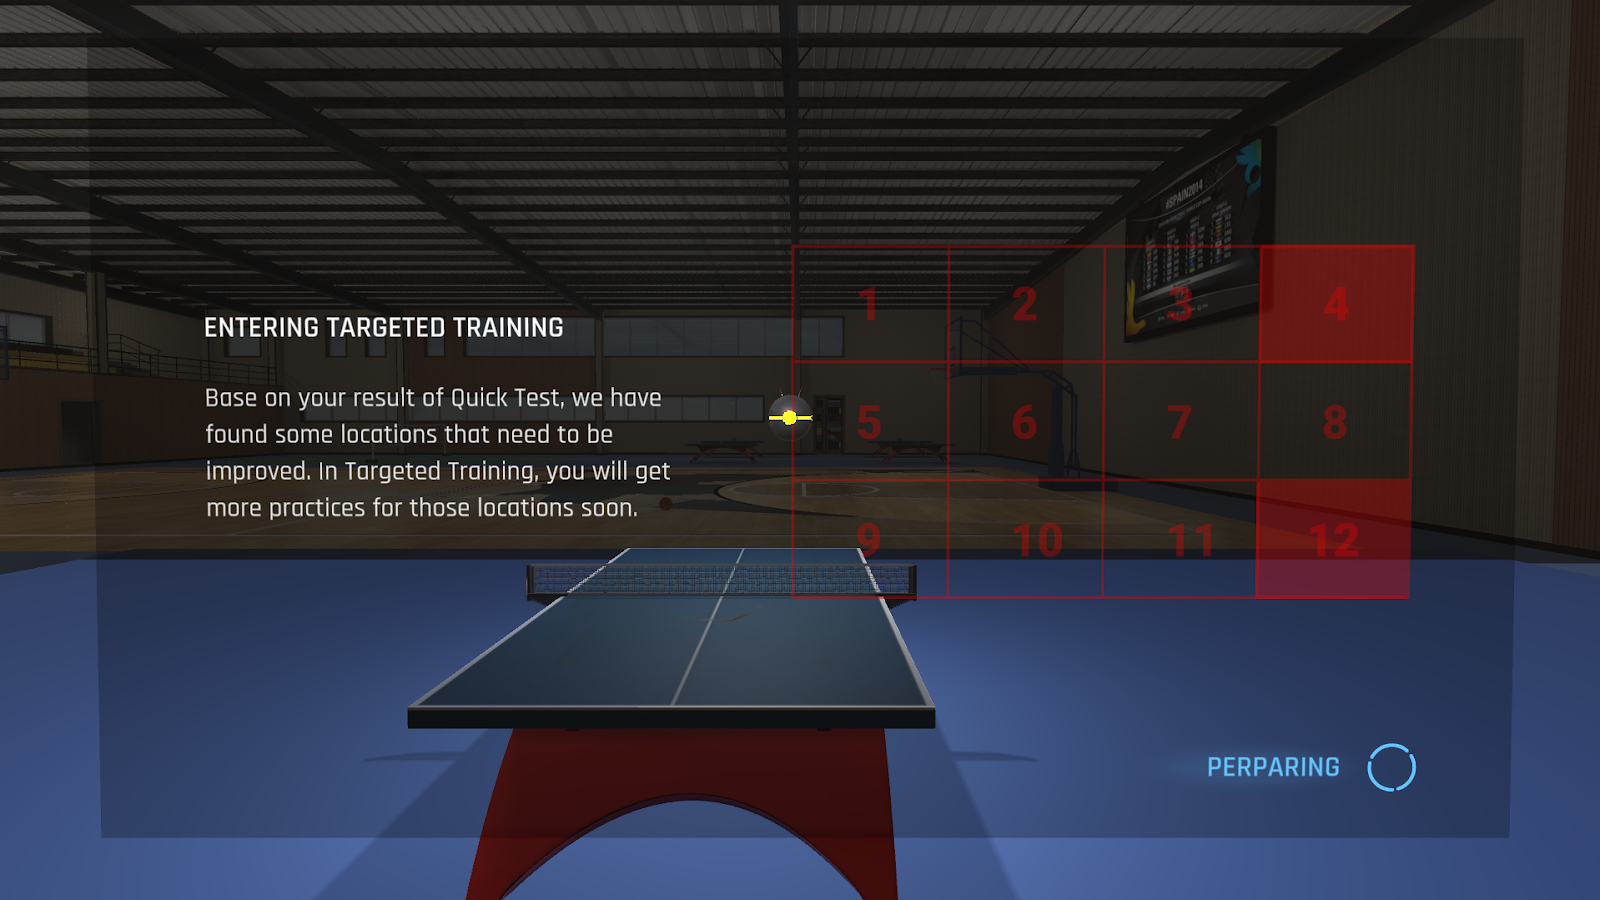 #SPAIN2014
ENTERING TARGETED TRAINING
Base on your result of Quick Test, we have
found some locations that need to be
improved. In Targeted Training, you will get
more practices for those locations soon.
1 2 3 4
5 6 7 8
9 10 11 12
PERPARING